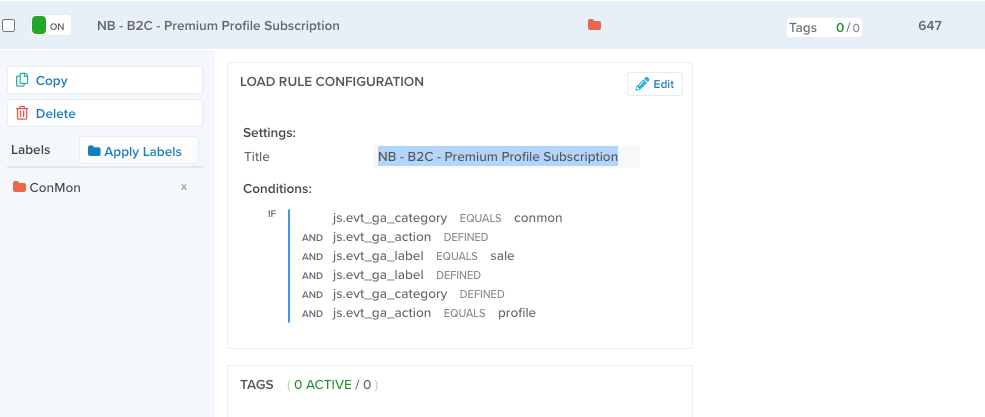 ON NB - B2C - Premium Profile Subscription Tags 0 / 0 647
Copy
Delete
Labels Apply Labels
ConMon x
LOAD RULE CONFIGURATION Edit
Settings:
Title NB - B2C - Premium Profile Subscription
Conditions:
IF js.evt_ga_category EQUALS conmon
AND js.evt_ga_action DEFINED
AND js.evt_ga_label EQUALS sale
AND js.evt_ga_label DEFINED
AND js.evt_ga_category DEFINED
AND js.evt_ga_action EQUALS profile
TAGS ( 0 ACTIVE / 0 )